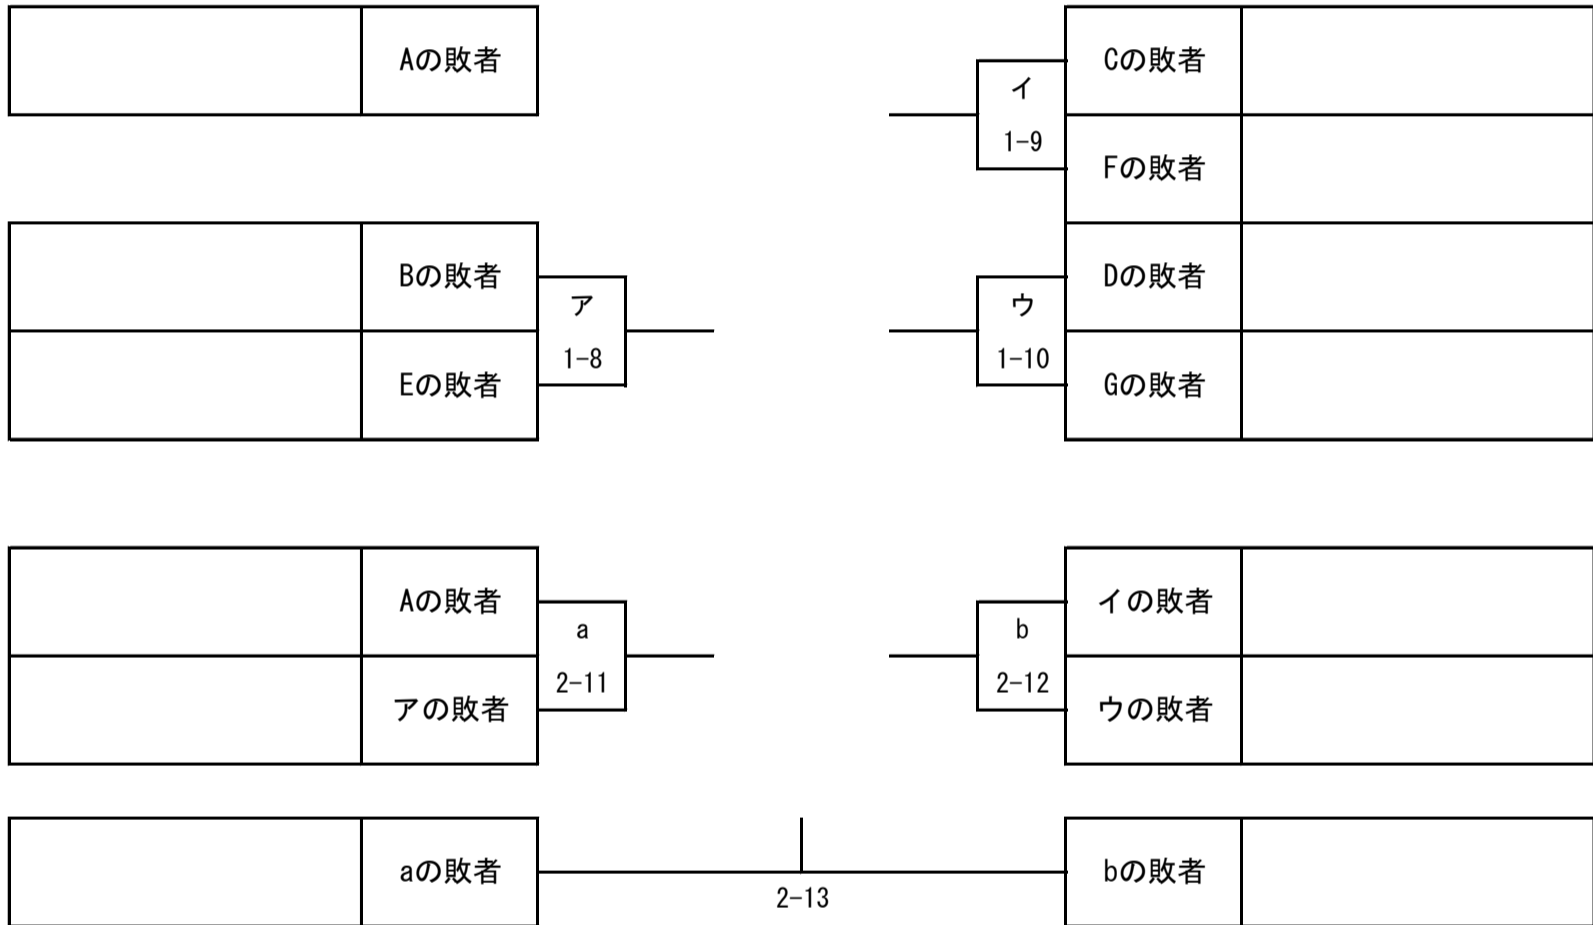 Aの敗者
Bの敗者
ア
1-8
Eの敗者
イ
1-9
Cの敗者
Fの敗者
ウ
1-10
Dの敗者
Gの敗者
Aの敗者
a
2-11
アの敗者
b
2-12
イの敗者
ウの敗者
aの敗者
2-13
bの敗者